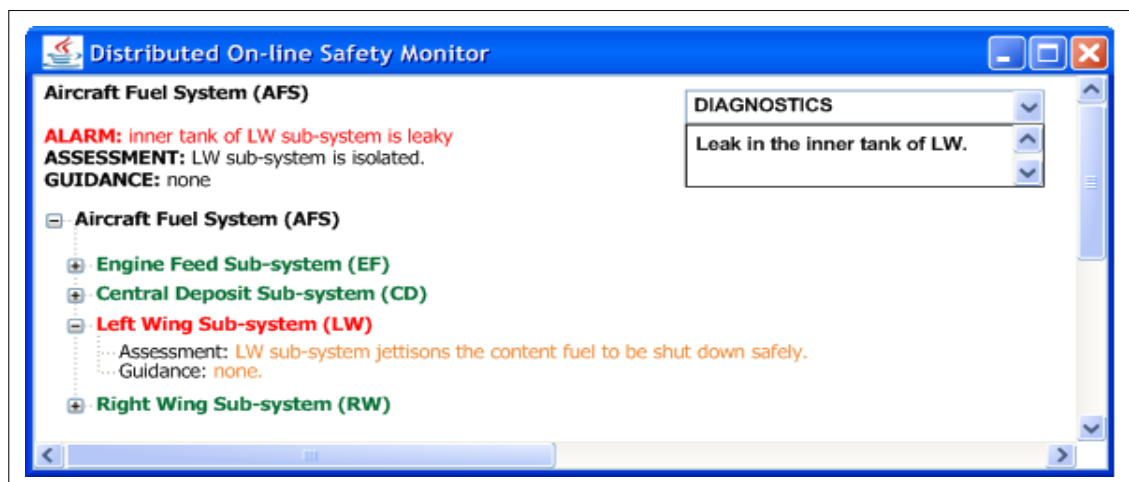 Distributed On-line Safety Monitor
Aircraft Fuel System (AFS)
DIAGNOSTICS
ALARM: inner tank of LW sub-system is leaky
ASSESSMENT: LW sub-system is isolated.
GUIDANCE: none
Leak in the inner tank of LW.
Aircraft Fuel System (AFS)
Engine Feed Sub-system (EF)
Central Deposit Sub-system (CD)
Left Wing Sub-system (LW)
Assessment: LW sub-system jettisons the content fuel to be shut down safely.
Guidance: none.
Right Wing Sub-system (RW)